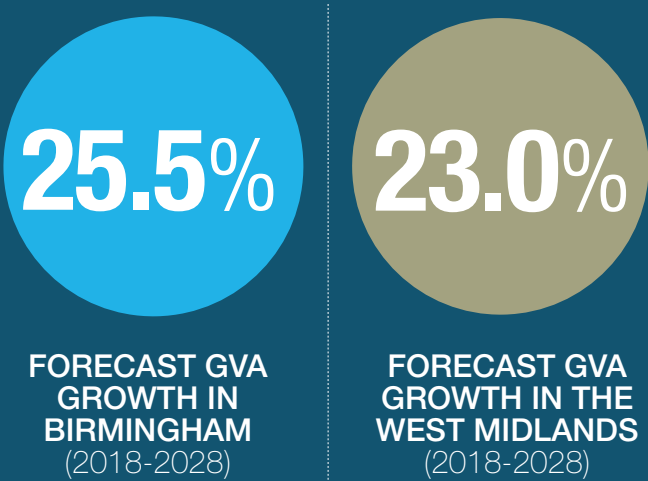 25.5%
FORECAST GVA
GROWTH IN
BIRMINGHAM
(2018-2028)
23.0%
FORECAST GVA
GROWTH IN THE
WEST MIDLANDS
(2018-2028)